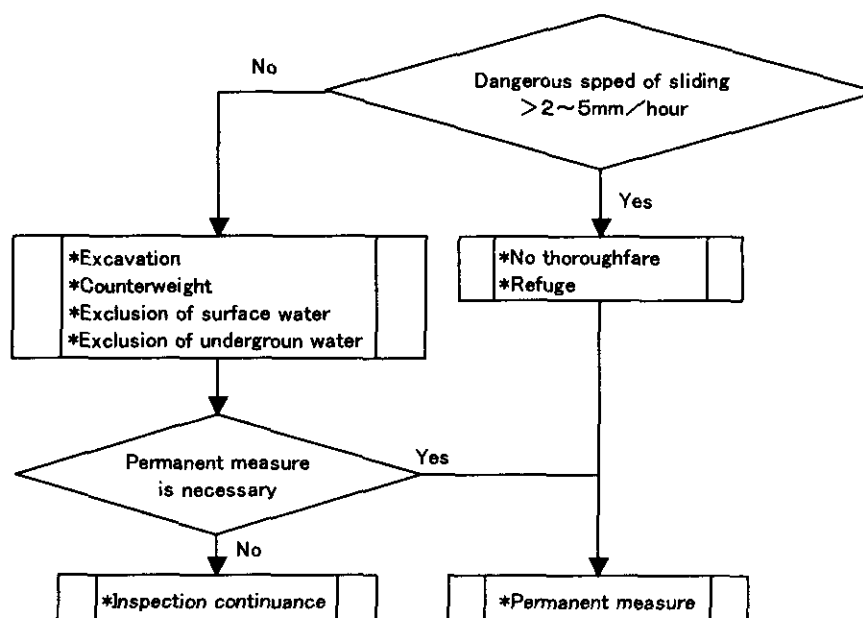 No
Dangerous spped of sliding
>2~5mm/hour
Yes
*Excavation
*Counterweight
*Exclusion of surface water
*Exclusion of undergroun water
*No thoroughfare
*Refuge
Permanent measure
is necessary
Yes
No
*Inspection continuance
*Permanent measure